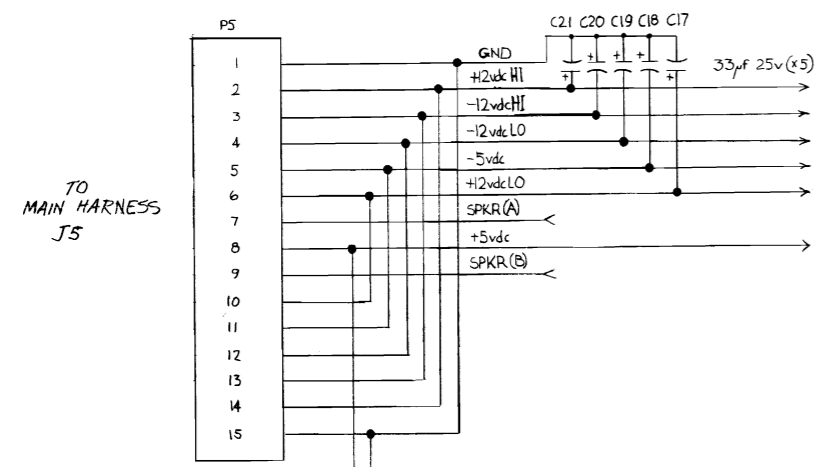 P5
C21 C20 C19 C18 C17
1 GND
33µf 25v (x5)
2 +12vdc HI
3 -12vdc HI
4 -12vdc LO
5 -5vdc
TO
MAIN HARNESS
J5
6 +12vdc LO
7 SPKR (A)
8 +5vdc
9 SPKR (B)
10
11
12
13
14
15
+ + + + +